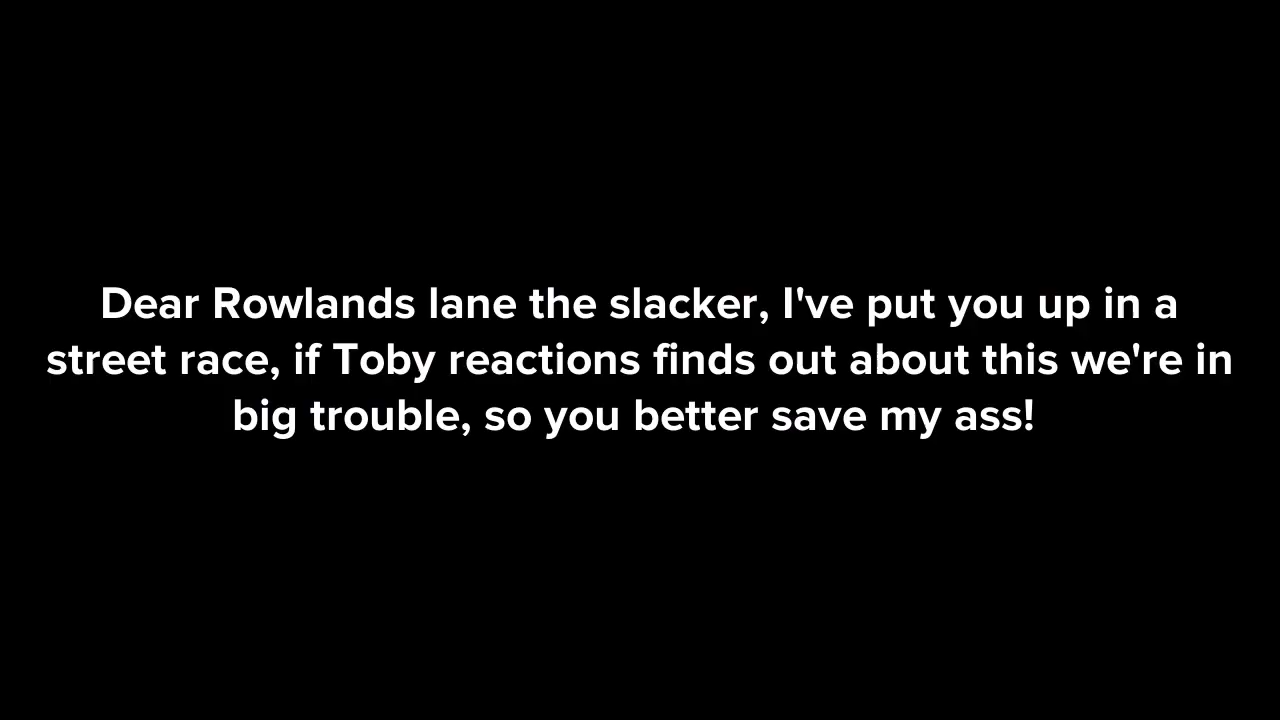 Dear Rowlands lane the slacker, I've put you up in a
street race, if Toby reactions finds out about this we're in
big trouble, so you better save my ass!